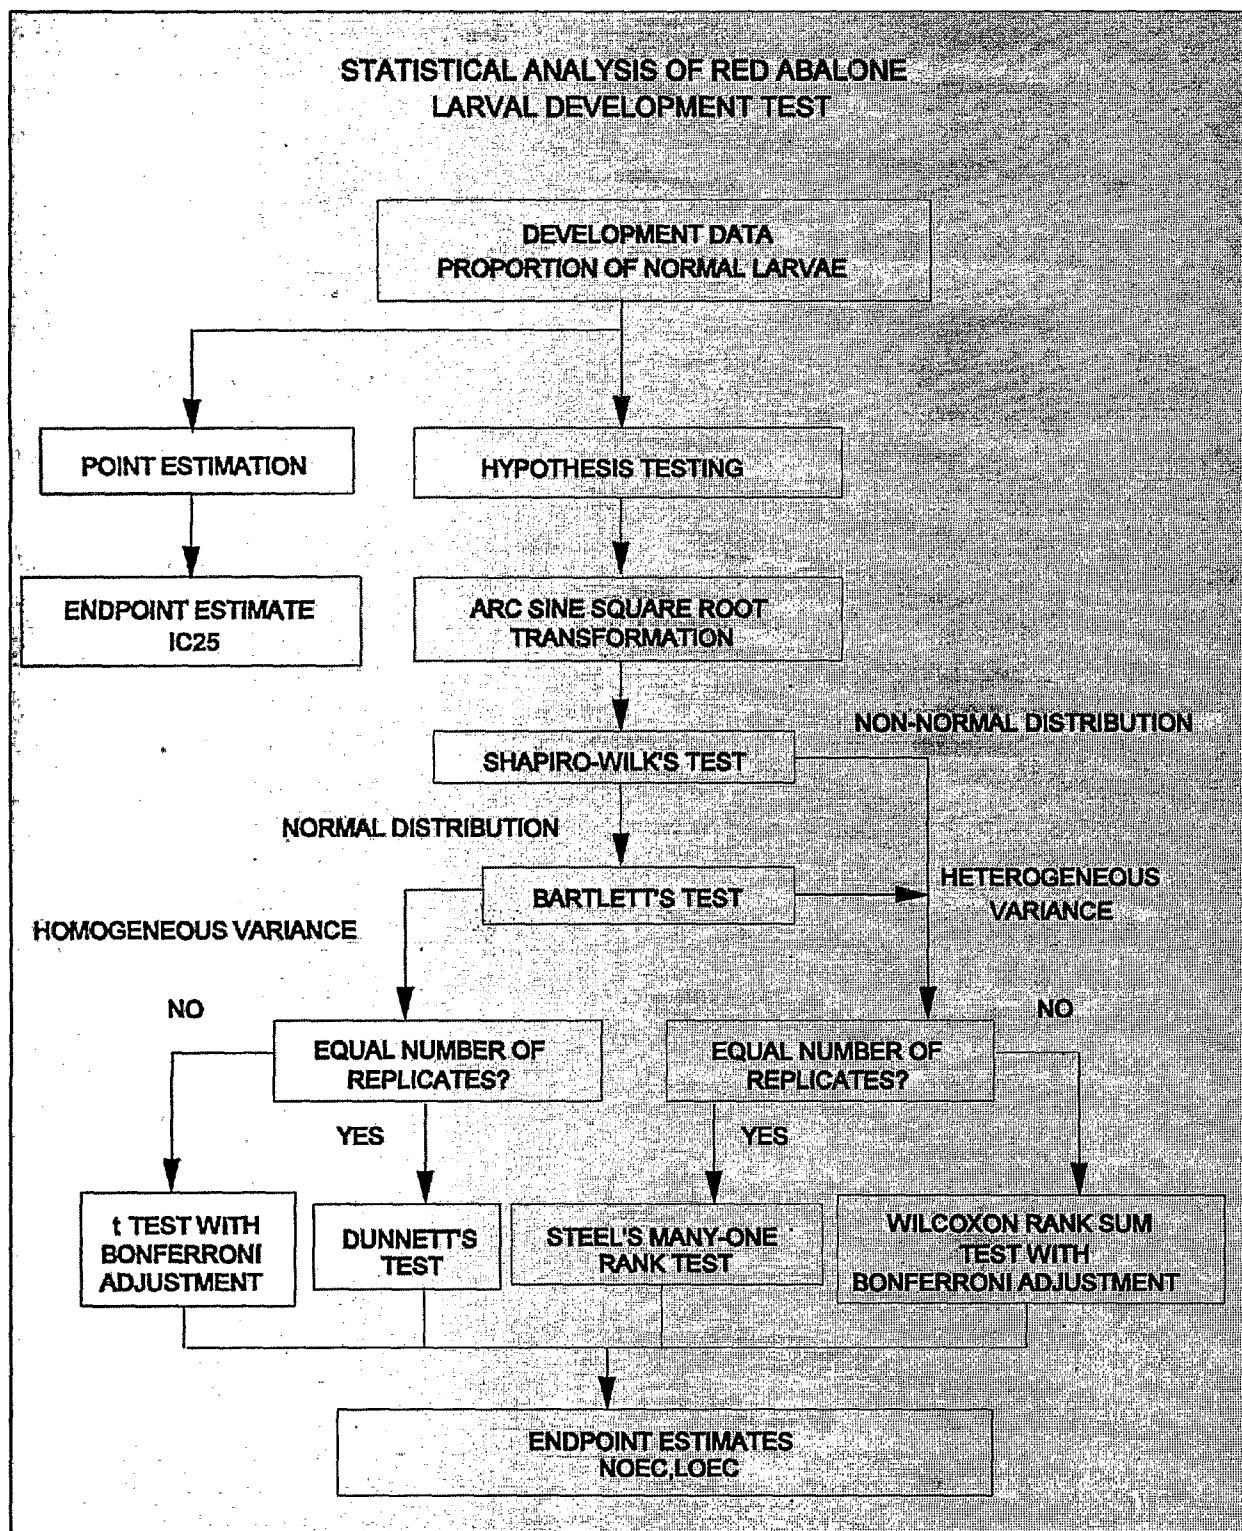 STATISTICAL ANALYSIS OF RED ABALONE
LARVAL DEVELOPMENT TEST
DEVELOPMENT DATA
PROPORTION OF NORMAL LARVAE
POINT ESTIMATION
HYPOTHESIS TESTING
ENDPOINT ESTIMATE
IC25
ARC SINE SQUARE ROOT
TRANSFORMATION
NON-NORMAL DISTRIBUTION
SHAPIRO-WILK'S TEST
NORMAL DISTRIBUTION
BARTLETT'S TEST
HETEROGENEOUS
VARIANCE
HOMOGENEOUS VARIANCE
NO
EQUAL NUMBER OF
REPLICATES?
EQUAL NUMBER OF
REPLICATES?
NO
YES
YES
t TEST WITH
BONFERRONI
ADJUSTMENT
DUNNETT'S
TEST
STEEL'S MANY-ONE
RANK TEST
WILCOXON RANK SUM
TEST WITH
BONFERRONI ADJUSTMENT
ENDPOINT ESTIMATES
NOEC,LOEC